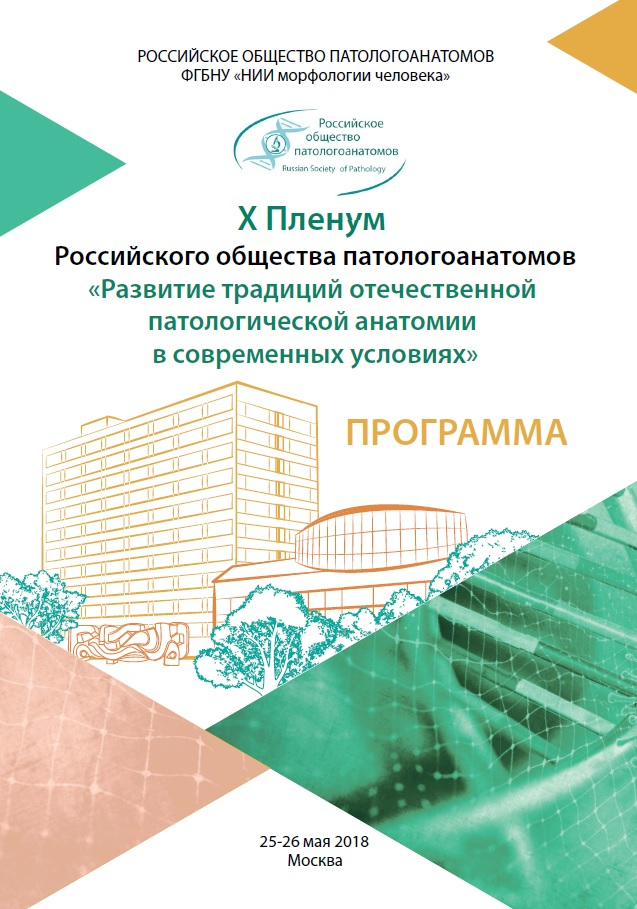 РОССИЙСКОЕ ОБЩЕСТВО ПАТОЛОГОАНАТОМОВ
ФГБНУ «НИИ морфологии человека»
Российское
общество
патологоанатомов
Russian Society of Pathology
X Пленум
Российского общества патологоанатомов
«Развитие традиций отечественной
патологической анатомии
в современных условиях»
ПРОГРАММА
25-26 мая 2018
Москва